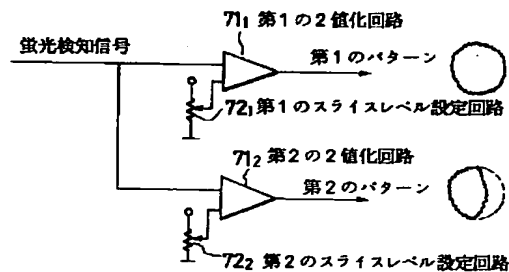 71₁ 第1の2値化回路
蛍光検知信号
第1のパターン
72₁ 第1のスライスレベル設定回路
71₂ 第2の2値化回路
第2のパターン
72₂ 第2のスライスレベル設定回路